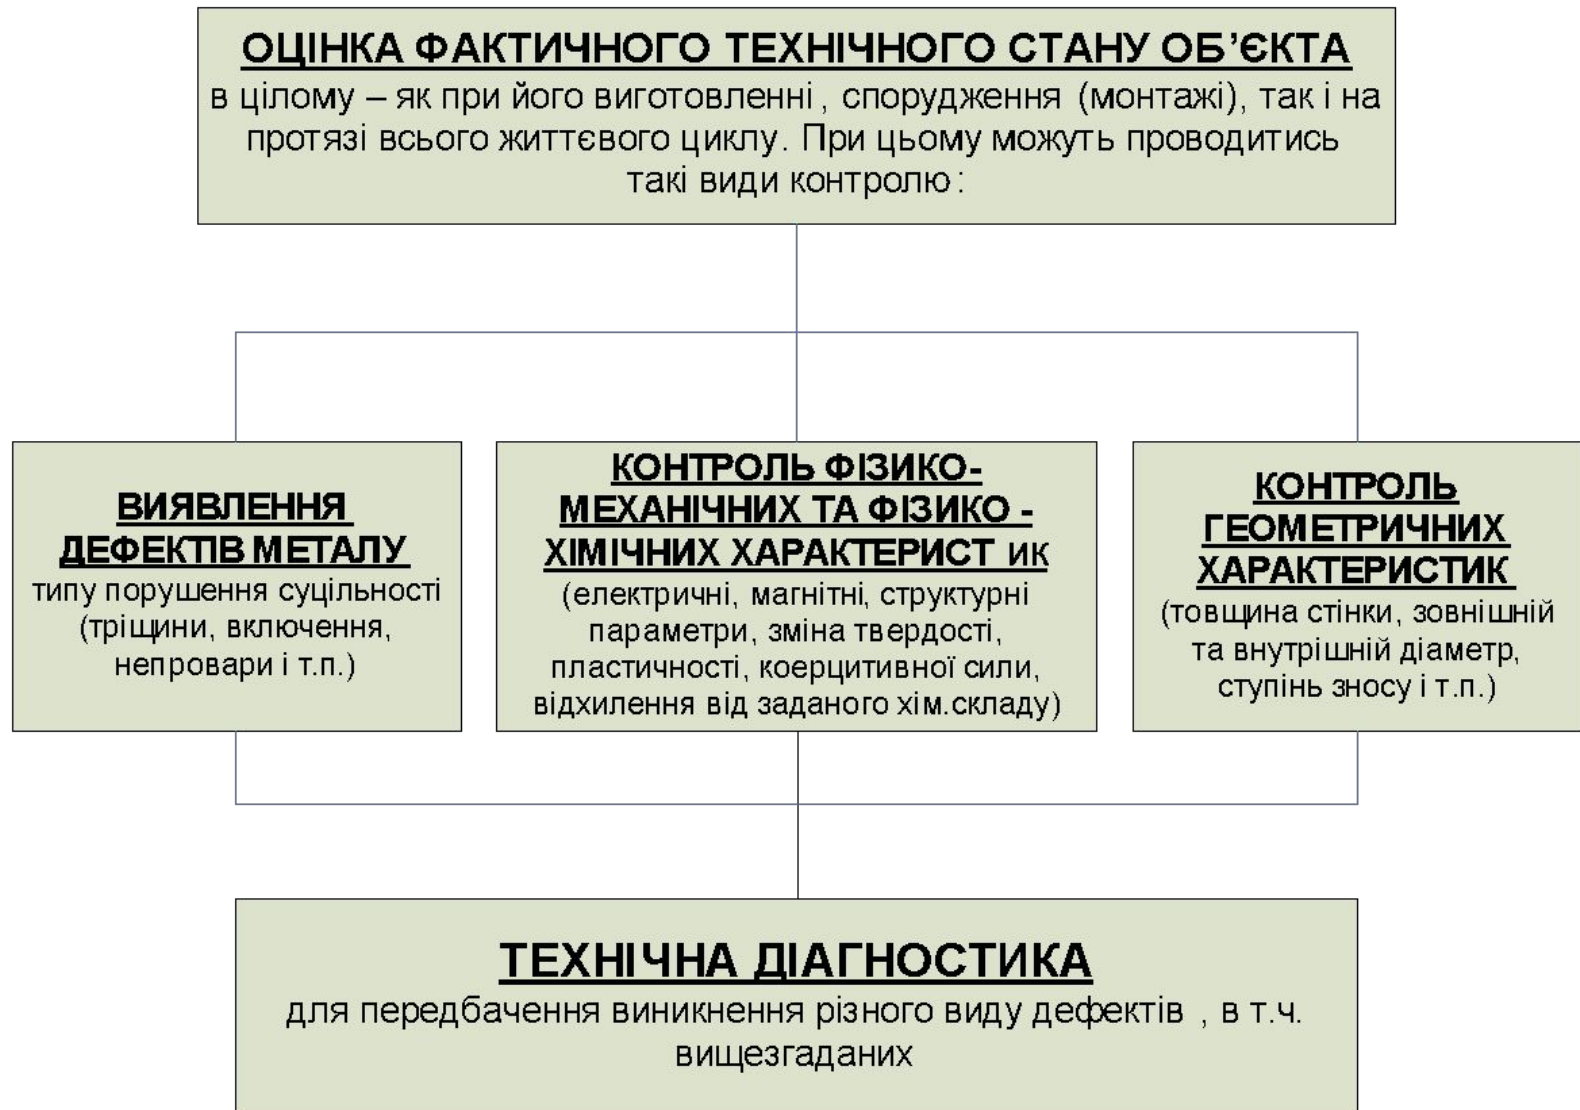 ОЦІНКА ФАКТИЧНОГО ТЕХНІЧНОГО СТАНУ ОБ’ЄКТА
в цілому – як при його виготовленні, спорудження (монтажі), так і на
протязі всього життєвого циклу. При цьому можуть проводитись
такі види контролю:
ВИЯВЛЕННЯ
ДЕФЕКТІВ МЕТАЛУ
типу порушення суцільності
(тріщини, включення,
непровари і т.п.)
КОНТРОЛЬ ФІЗИКО-
МЕХАНІЧНИХ ТА ФІЗИКО -
ХІМІЧНИХ ХАРАКТЕРИСТ ИК
(електричні, магнітні, структурні
параметри, зміна твердості,
пластичності, коерцитивної сили,
відхилення від заданого хім.складу)
КОНТРОЛЬ
ГЕОМЕТРИЧНИХ
ХАРАКТЕРИСТИК
(товщина стінки, зовнішній
та внутрішній діаметр,
ступінь зносу і т.п.)
ТЕХНІЧНА ДІАГНОСТИКА
для передбачення виникнення різного виду дефектів , в т.ч.
вищезгаданих